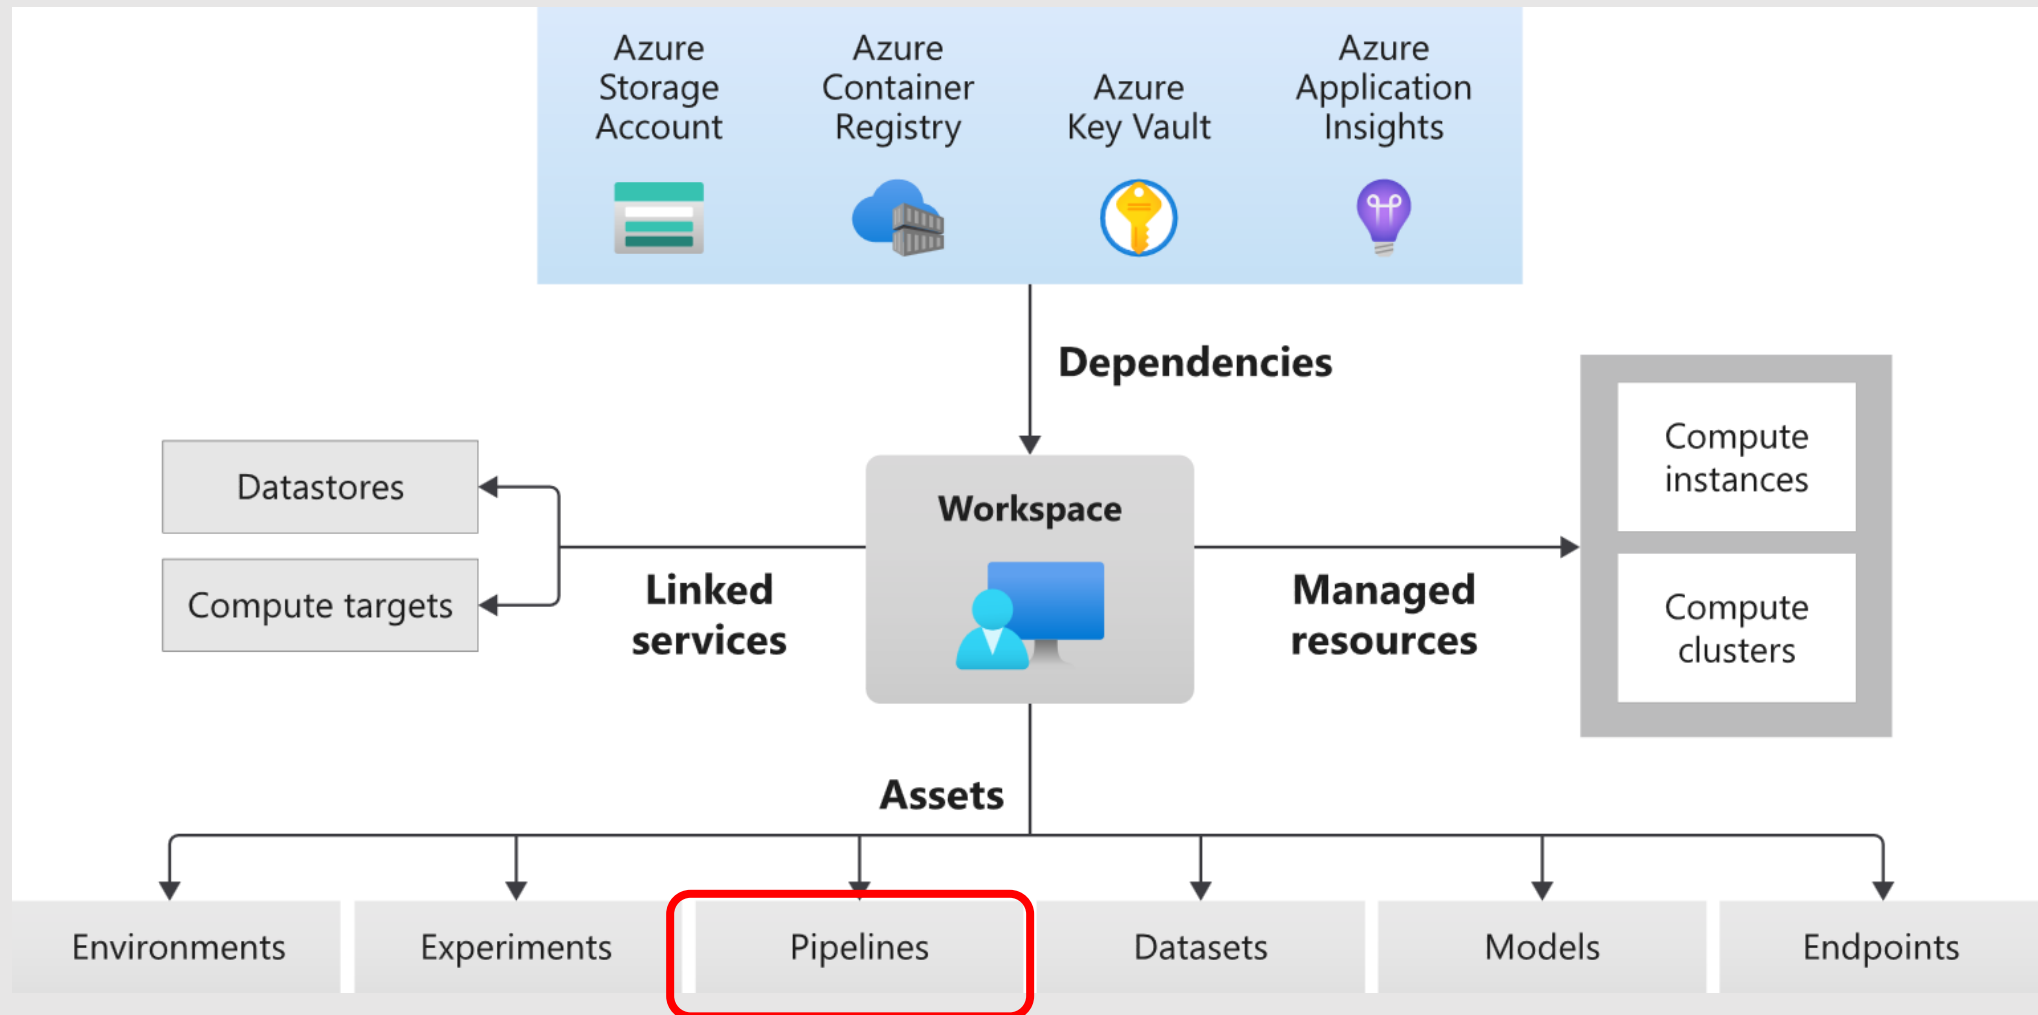 Azure
Storage
Account
Azure
Container
Registry
Azure
Key Vault
Azure
Application
Insights
Dependencies
Datastores
Compute targets
Linked
services
Workspace
Managed
resources
Compute
instances
Compute
clusters
Assets
Environments
Experiments
Pipelines
Datasets
Models
Endpoints